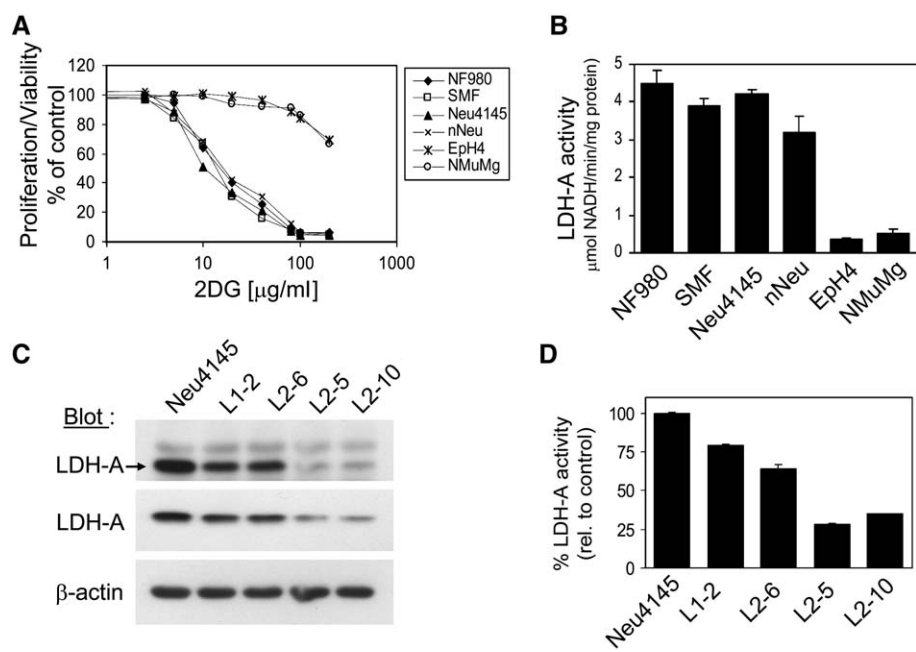 A
Proliferation/Viability
% of control
120
100
80
60
40
20
0
1
10
100
1000
2DG [µg/ml]
NF980
SMF
Neu4145
nNeu
EpH4
NMuMg
B
LDH-A activity
µmol NADH/min/mg protein)
5
4
3
2
1
0
NF980
SMF
Neu4145
nNeu
EpH4
NMuMg
C
Neu4145
L1-2
L2-6
L2-5
L2-10
Blot :
LDH-A
LDH-A
β-actin
D
% LDH-A activity
(rel. to control)
100
75
50
25
0
Neu4145
L1-2
L2-6
L2-5
L2-10